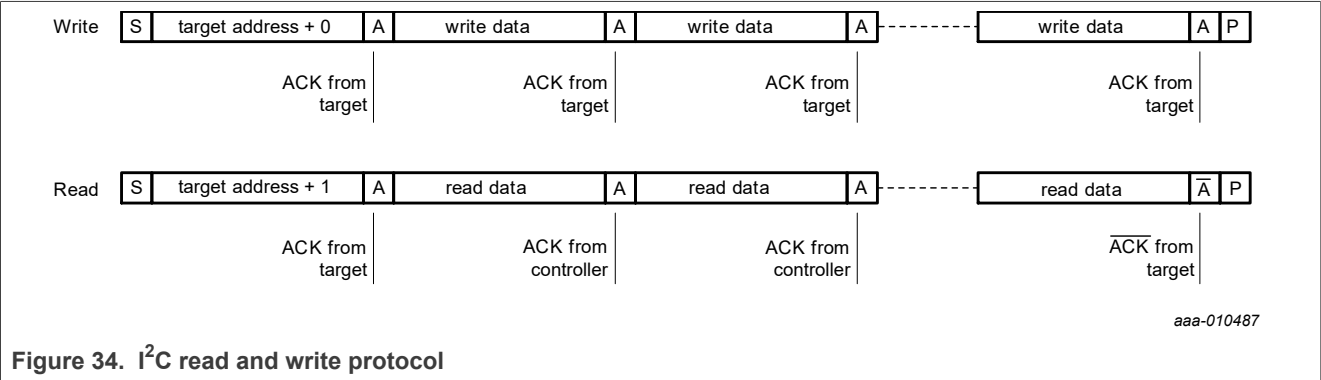 Write S target address + 0 A write data A write data A write data A P
ACK from target ACK from target ACK from target ACK from target
Read S target address + 1 A read data A read data A read data A̅ P
ACK from target ACK from controller ACK from controller A̅C̅K̅ from target
aaa-010487
Figure 34. I²C read and write protocol